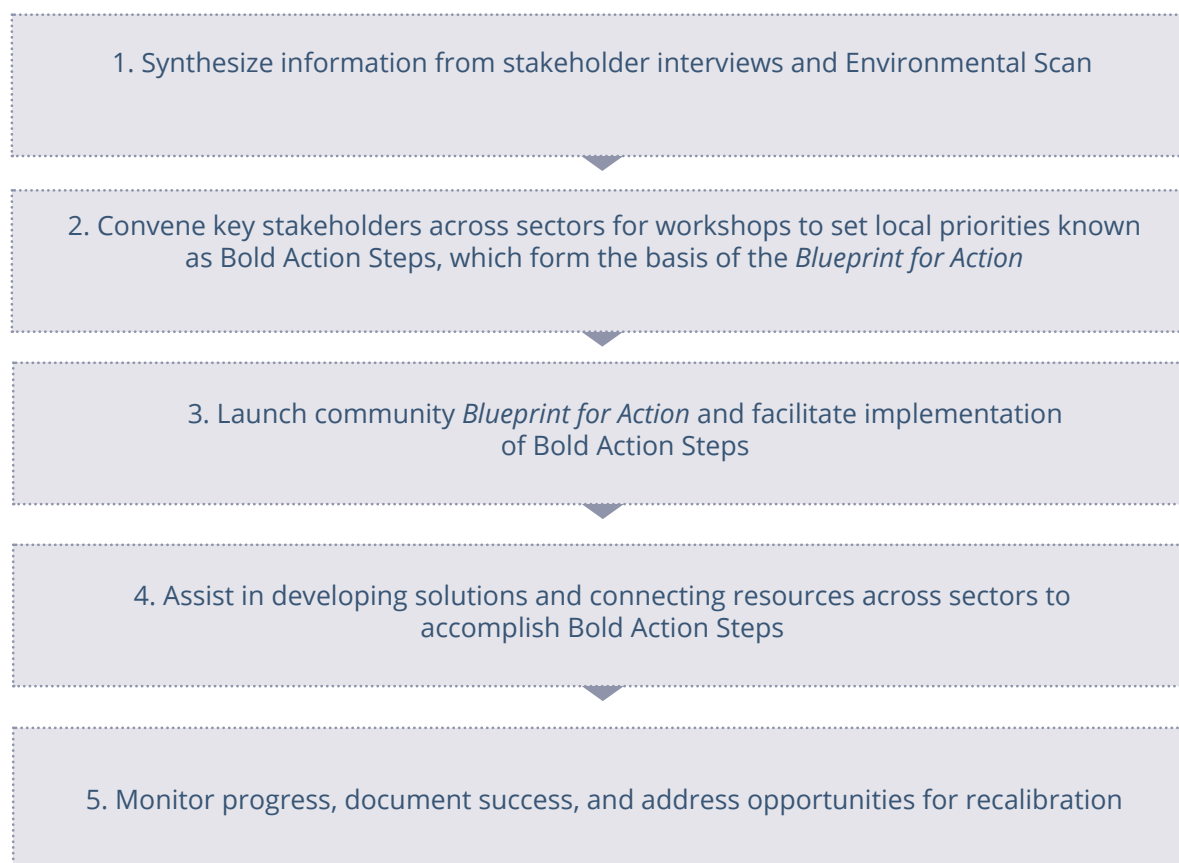 1. Synthesize information from stakeholder interviews and Environmental Scan
2. Convene key stakeholders across sectors for workshops to set local priorities known
as Bold Action Steps, which form the basis of the Blueprint for Action
3. Launch community Blueprint for Action and facilitate implementation
of Bold Action Steps
4. Assist in developing solutions and connecting resources across sectors to
accomplish Bold Action Steps
5. Monitor progress, document success, and address opportunities for recalibration